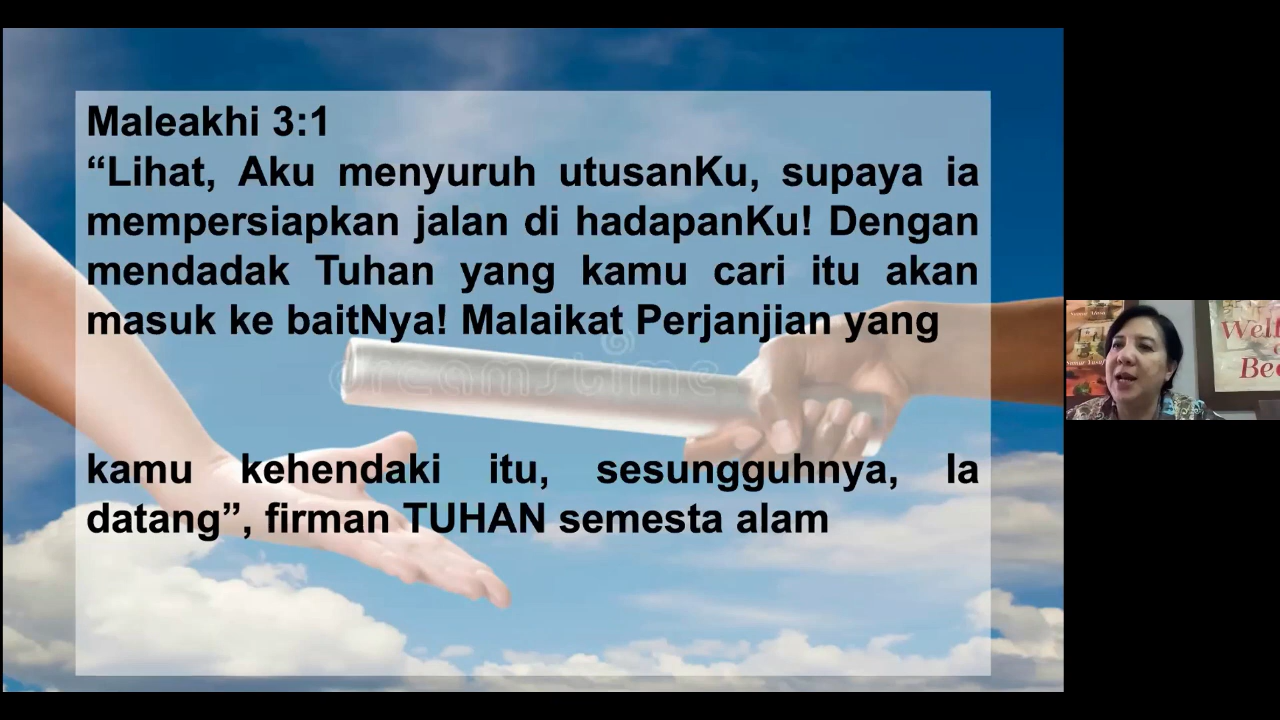 Maleakhi 3:1
“Lihat, Aku menyuruh utusanKu, supaya ia
mempersiapkan jalan di hadapanKu! Dengan
mendadak Tuhan yang kamu cari itu akan
masuk ke baitNya! Malaikat Perjanjian yang
dreamstime
kamu kehendaki itu, sesungguhnya, Ia
datang”, firman TUHAN semesta alam